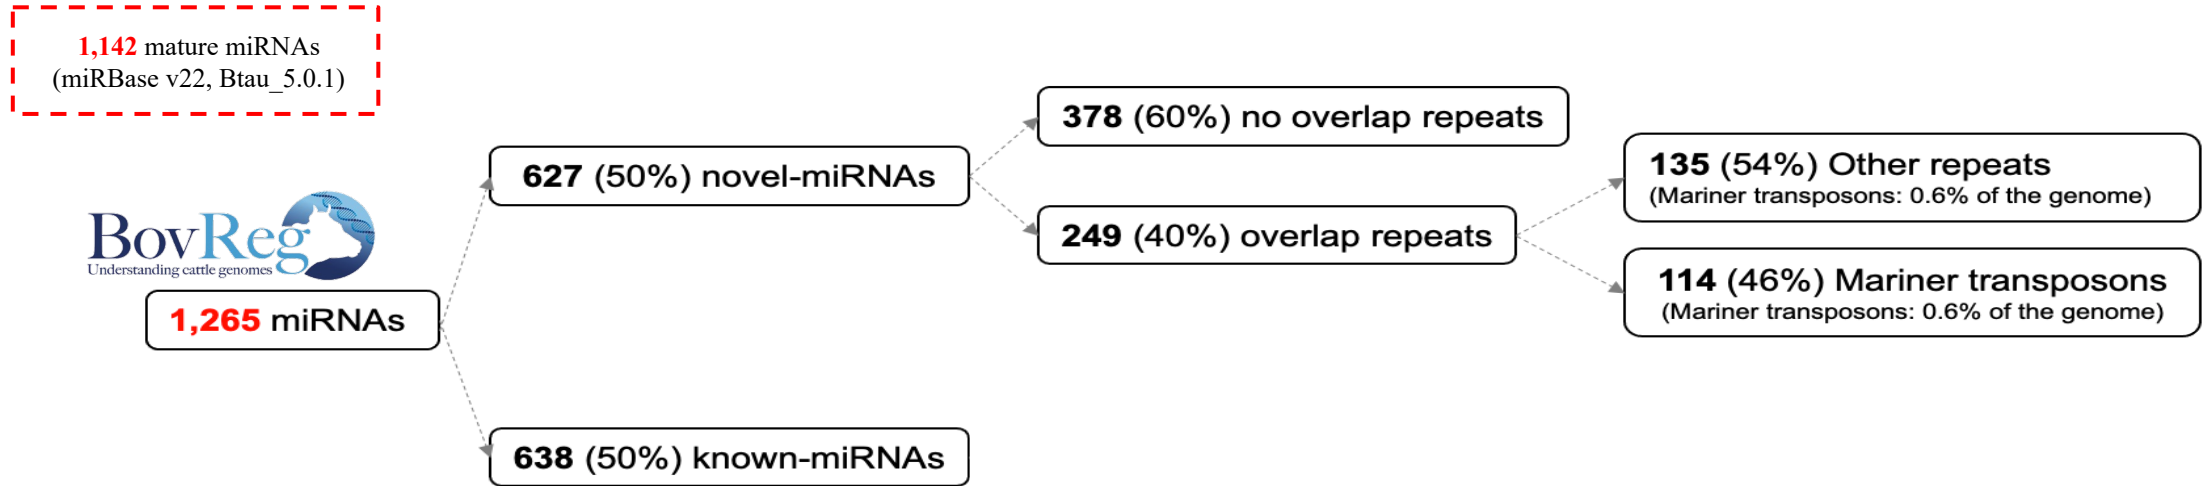 1,142 mature miRNAs
(miRBase v22, Btau_5.0.1)
BovReg
Understanding cattle genomes
1,265 miRNAs
627 (50%) novel-miRNAs
638 (50%) known-miRNAs
378 (60%) no overlap repeats
249 (40%) overlap repeats
135 (54%) Other repeats
(Mariner transposons: 0.6% of the genome)
114 (46%) Mariner transposons
(Mariner transposons: 0.6% of the genome)